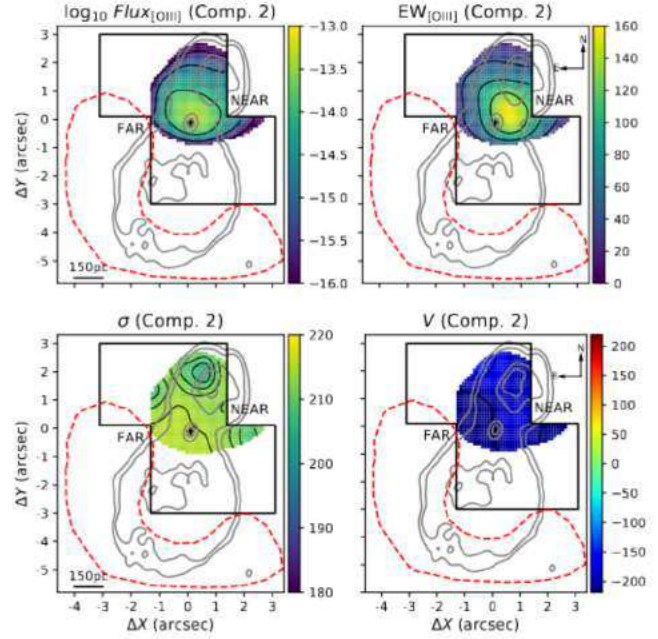 log₁₀ Flux[OIII] (Comp. 2)
EW[OIII] (Comp. 2)
3
2
1
0
1
2
3
4
5
ΔY (arcsec)
FAR
NEAR
150pc
−13.0
−13.5
−14.0
−14.5
−15.0
−15.5
−16.0
FAR
NEAR
N
E
160
140
120
100
80
60
40
20
0
σ (Comp. 2)
V (Comp. 2)
3
2
1
0
1
2
3
4
5
ΔY (arcsec)
FAR
NEAR
150pc
220
210
200
190
180
FAR
NEAR
N
200
150
100
50
0
−50
−100
−150
−200
-4 -3 -2 -1 0 1 2 3
ΔX (arcsec)
-4 -3 -2 -1 0 1 2 3
ΔX (arcsec)